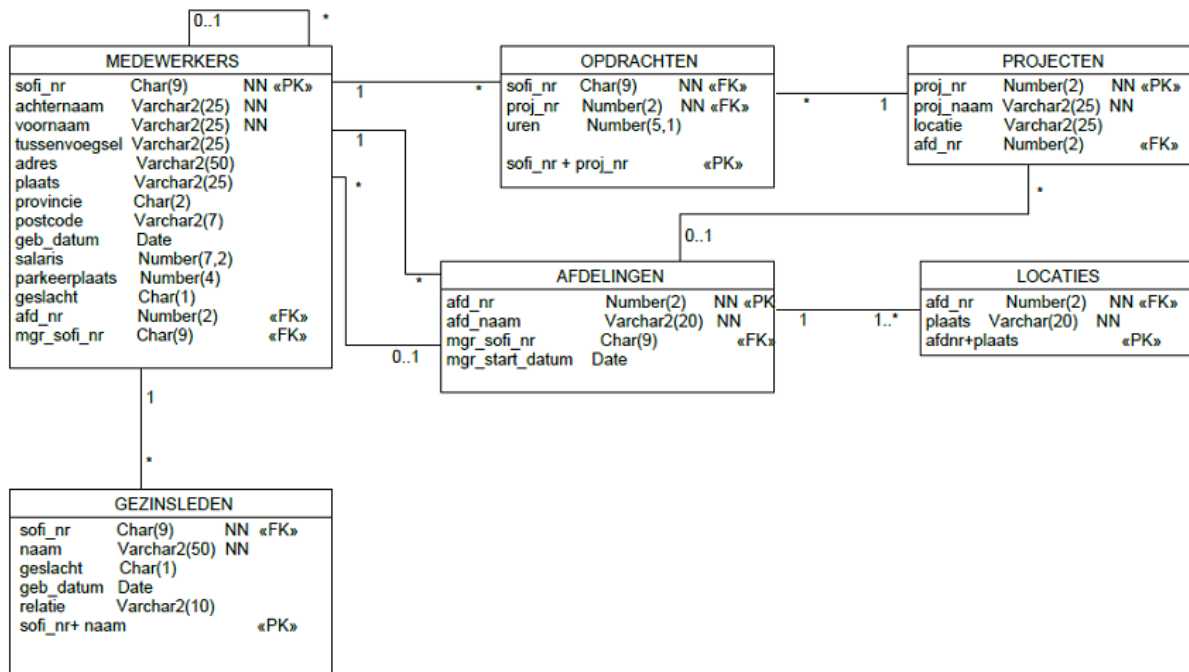 0..1 *
MEDEWERKERS
sofi_nr Char(9) NN «PK»
achternaam Varchar2(25) NN
voornaam Varchar2(25) NN
tussenvoegsel Varchar2(25)
adres Varchar2(50)
plaats Varchar2(25)
provincie Char(2)
postcode Varchar2(7)
geb_datum Date
salaris Number(7,2)
parkeerplaats Number(4)
geslacht Char(1)
afd_nr Number(2) «FK»
mgr_sofi_nr Char(9) «FK»
1 *
1
*
*
0..1
OPDRACHTEN
sofi_nr Char(9) NN «FK»
proj_nr Number(2) NN «FK»
uren Number(5,1)
sofi_nr + proj_nr «PK»
* 1
PROJECTEN
proj_nr Number(2) NN «PK»
proj_naam Varchar2(25) NN
locatie Varchar2(25)
afd_nr Number(2) «FK»
*
0..1
AFDELINGEN
afd_nr Number(2) NN «PK
afd_naam Varchar2(20) NN
mgr_sofi_nr Char(9) «FK»
mgr_start_datum Date
1 1..*
LOCATIES
afd_nr Number(2) NN «FK»
plaats Varchar(20) NN
afdnr+plaats «PK»
1
*
GEZINSLEDEN
sofi_nr Char(9) NN «FK»
naam Varchar2(50) NN
geslacht Char(1)
geb_datum Date
relatie Varchar2(10)
sofi_nr+ naam «PK»